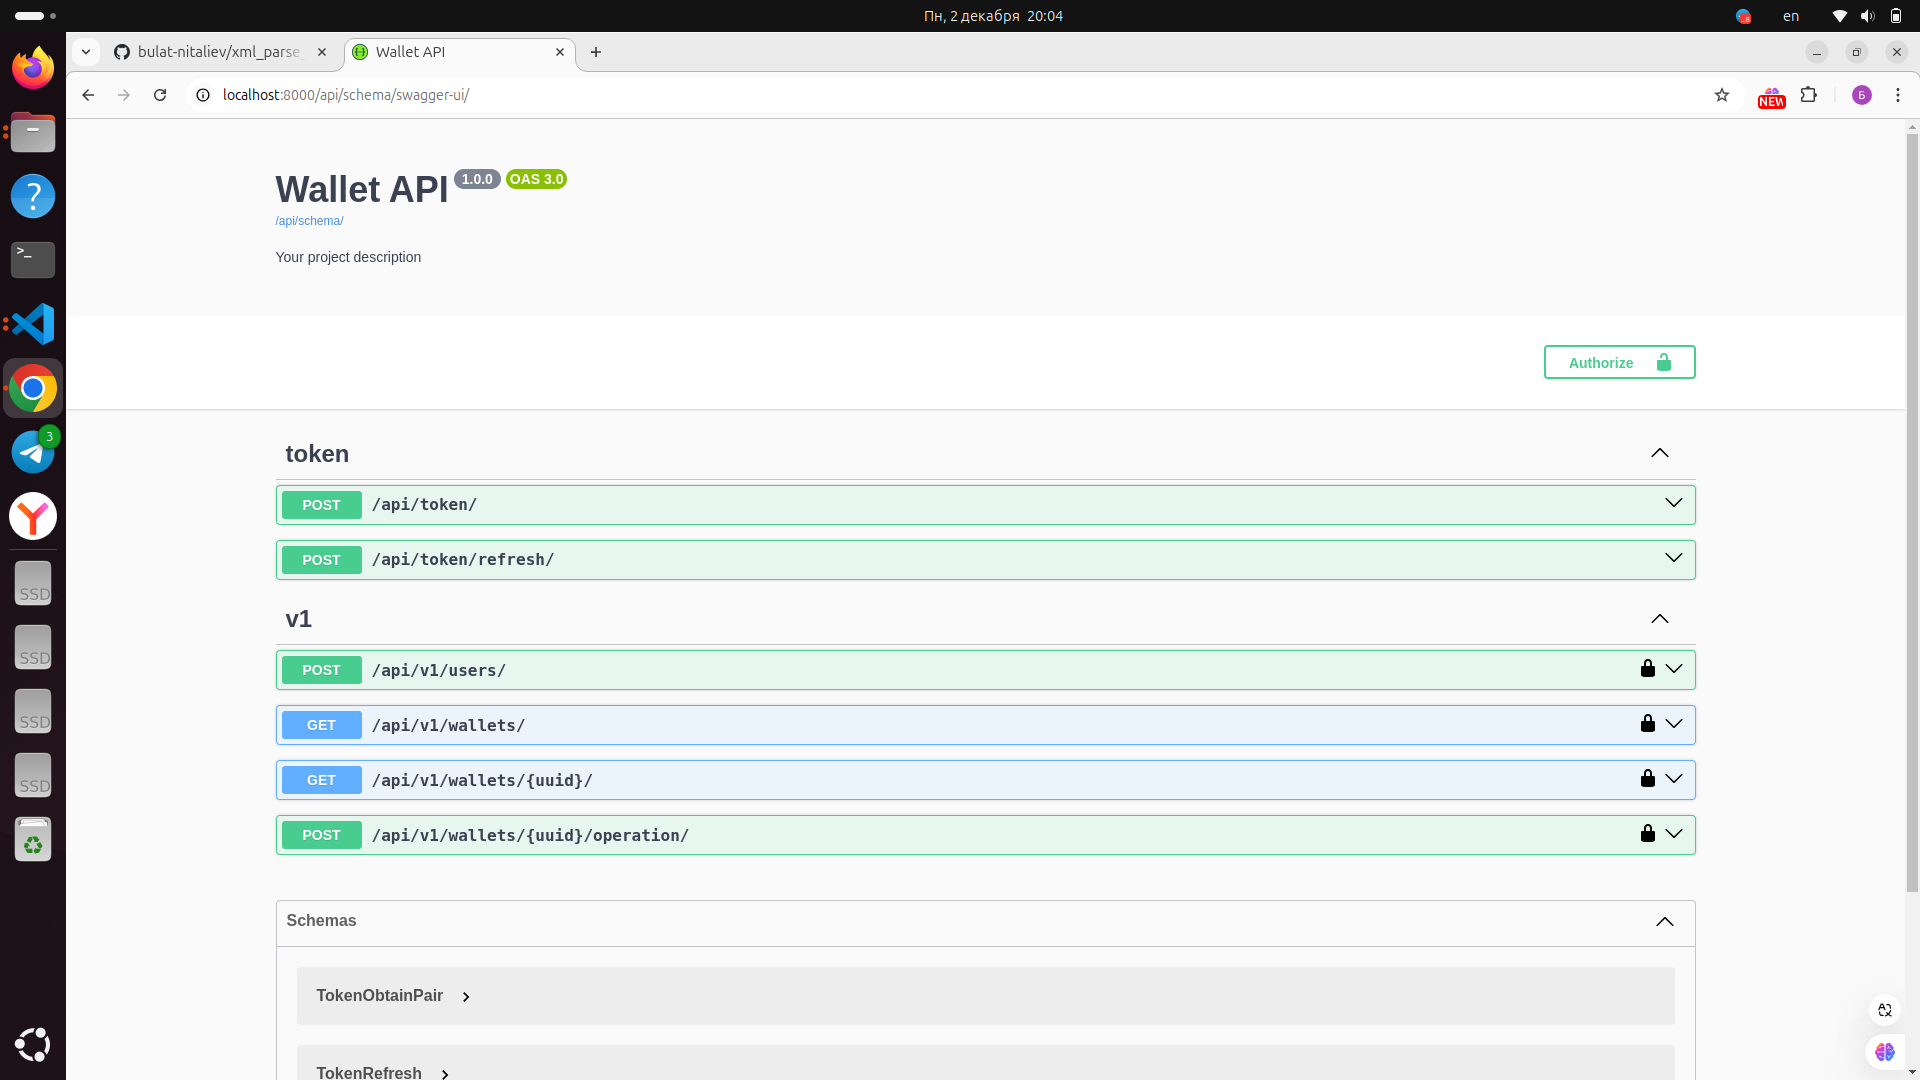 Пн, 2 декабря 20:04
en
bulat-nitaliev/xml_parse
Wallet API
localhost:8000/api/schema/swagger-ui/
NEW
Б
Wallet API 1.0.0 OAS 3.0
/api/schema/
Your project description
Authorize
token
POST /api/token/
POST /api/token/refresh/
v1
POST /api/v1/users/
GET /api/v1/wallets/
GET /api/v1/wallets/{uuid}/
POST /api/v1/wallets/{uuid}/operation/
Schemas
TokenObtainPair
TokenRefresh
?
>_
3
Y
SSD
SSD
SSD
SSD